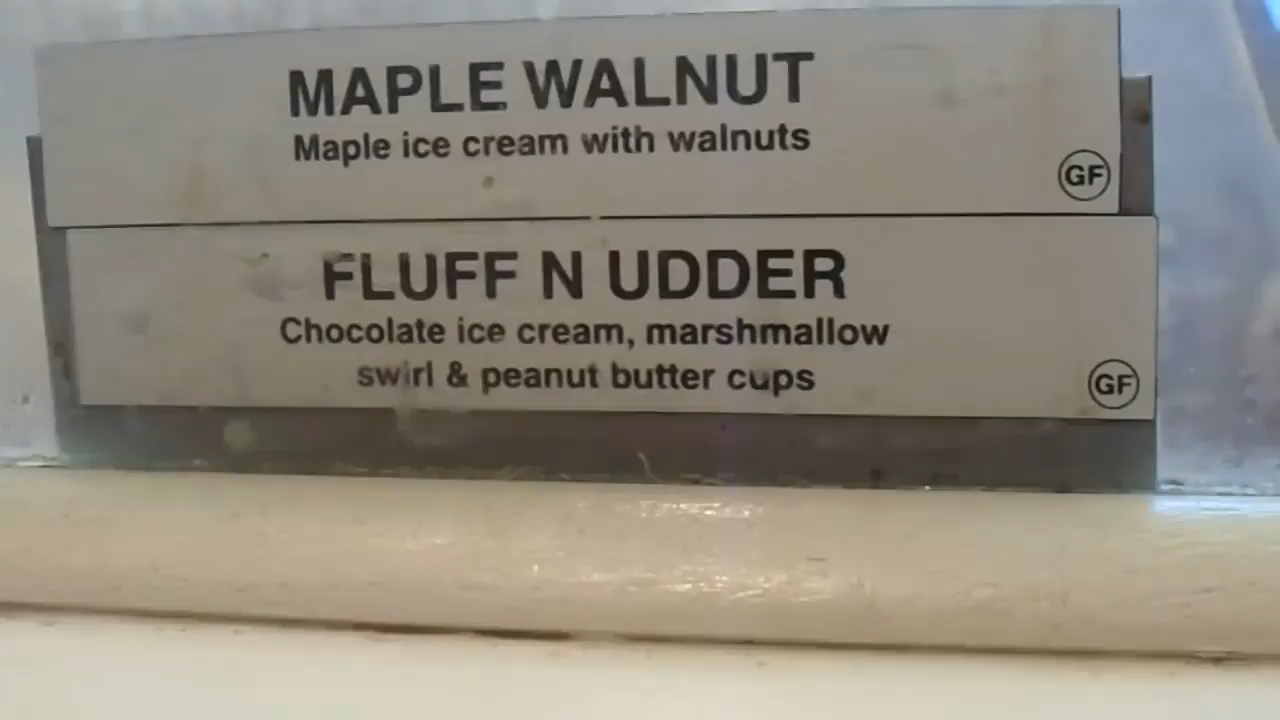 MAPLE WALNUT
Maple ice cream with walnuts
GF
FLUFF N UDDER
Chocolate ice cream, marshmallow
swirl & peanut butter cups
GF